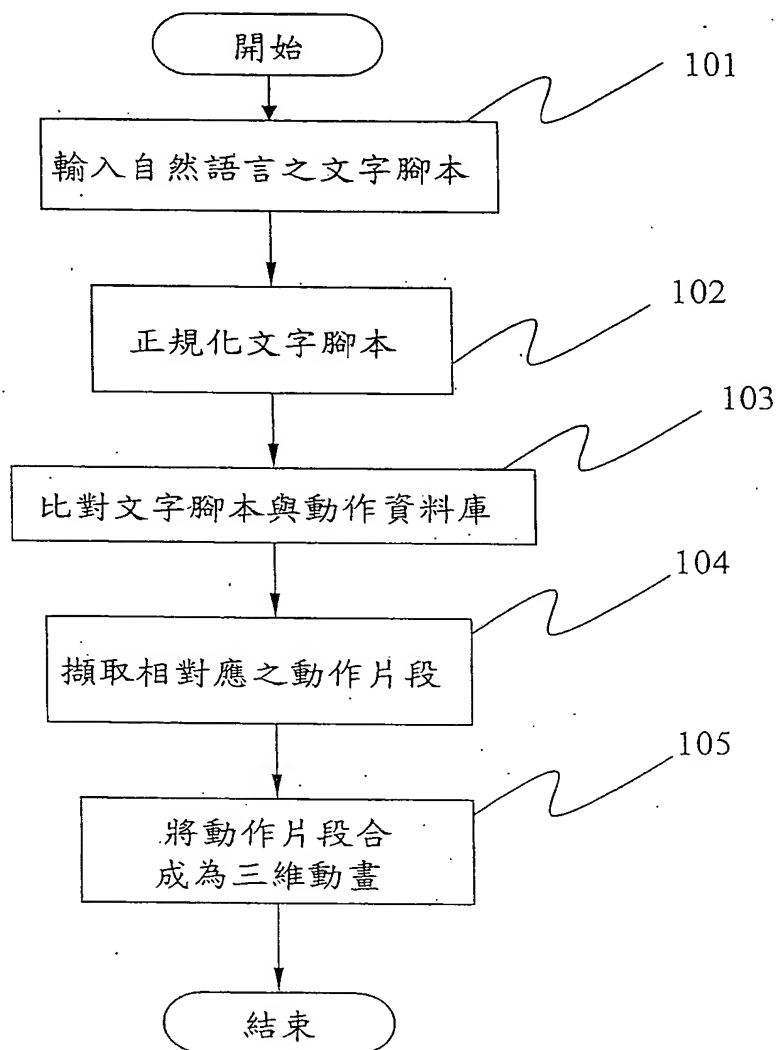 開始
101
輸入自然語言之文字腳本
102
正規化文字腳本
103
比對文字腳本與動作資料庫
104
擷取相對應之動作片段
105
將動作片段合
成為三維動畫
結束